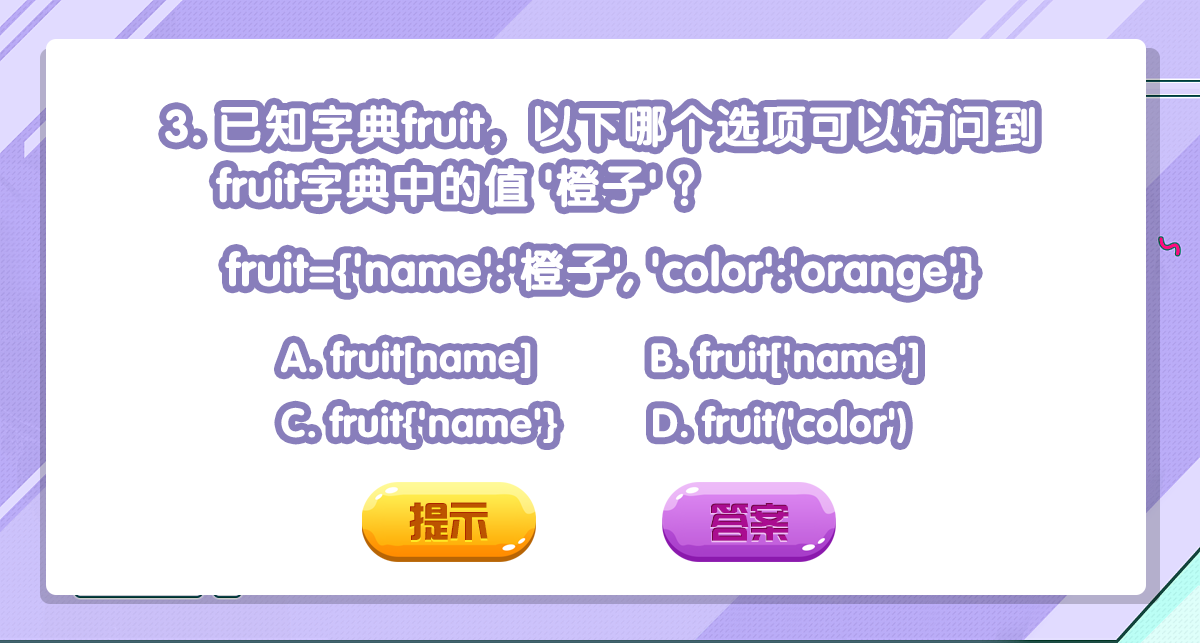 3. 已知字典fruit，以下哪个选项可以访问到
fruit字典中的值 '橙子' ？
fruit={'name':'橙子', 'color':'orange'}
A. fruit[name]
B. fruit['name']
C. fruit{'name'}
D. fruit('color')
提示
答案